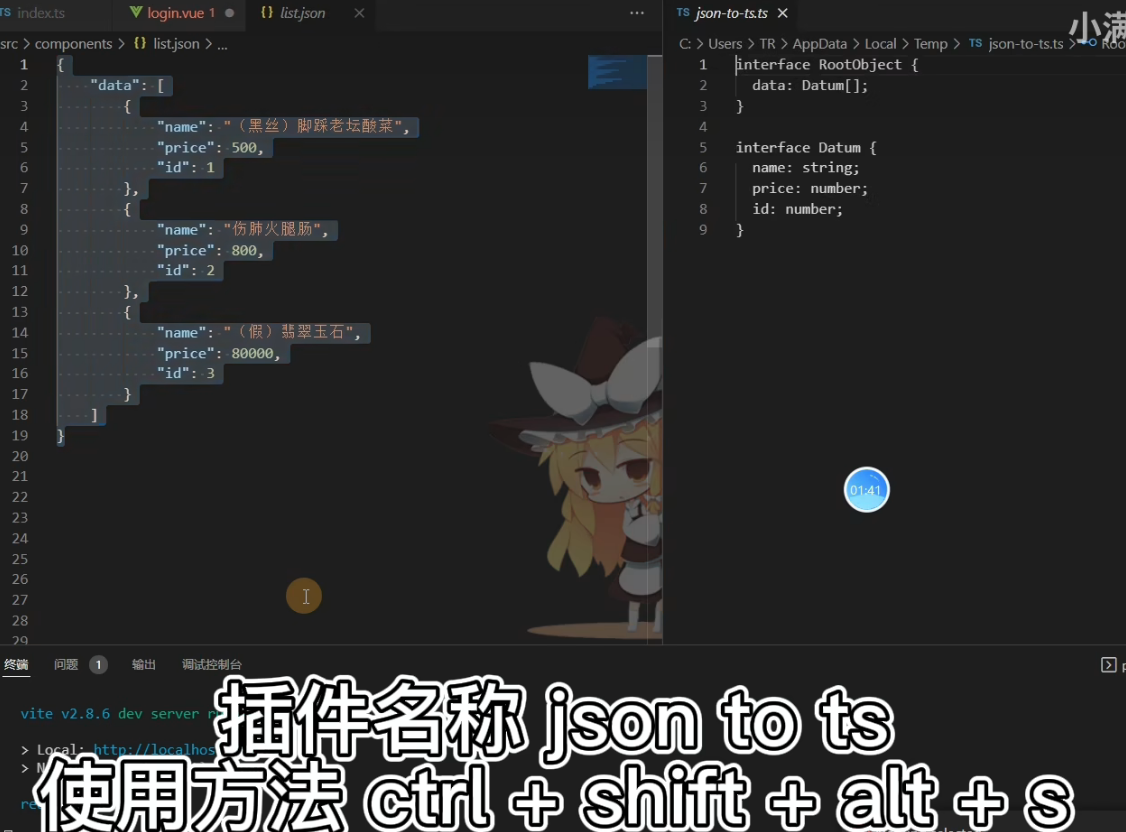 index.ts
login.vue 1
{} list.json
TS json-to-ts.ts
小满
src > components > {} list.json > ...
C: > Users > TR > AppData > Local > Temp > TS json-to-ts.ts >
1 {
2 "data": [
3 {
4 "name": "（黑丝）脚踩老坛酸菜",
5 "price": 500,
6 "id": 1
7 },
8 {
9 "name": "伤肺火腿肠",
10 "price": 800,
11 "id": 2
12 },
13 {
14 "name": "（假）翡翠玉石",
15 "price": 80000,
16 "id": 3
17 }
18 ]
19 }
20
21
22
23
24
25
26
27
28
29
1 interface RootObject {
2 data: Datum[];
3 }
4
5 interface Datum {
6 name: string;
7 price: number;
8 id: number;
9 }
01:41
终端 问题 1 输出 调试控制台
vite v2.8.6 dev server
> Local: http://localhos
插件名称 json to ts
使用方法 ctrl + shift + alt + s